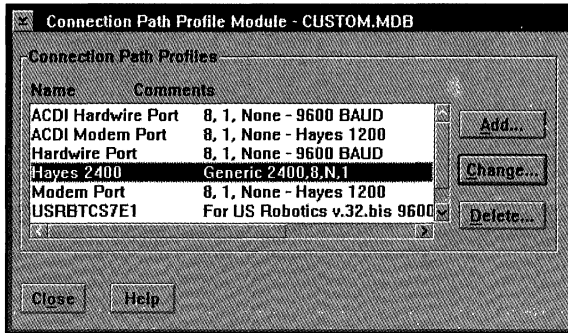 Connection Path Profile Module - CUSTOM.MDB
Connection Path Profiles
Name Comments
ACDI Hardwire Port 8, 1, None - 9600 BAUD
ACDI Modem Port 8, 1, None - Hayes 1200
Hardwire Port 8, 1, None - 9600 BAUD
Hayes 2400 Generic 2400,8,N,1
Modem Port 8, 1, None - Hayes 1200
USRBTCS7E1 For US Robotics v.32.bis 9600
Add...
Change...
Delete...
Close Help